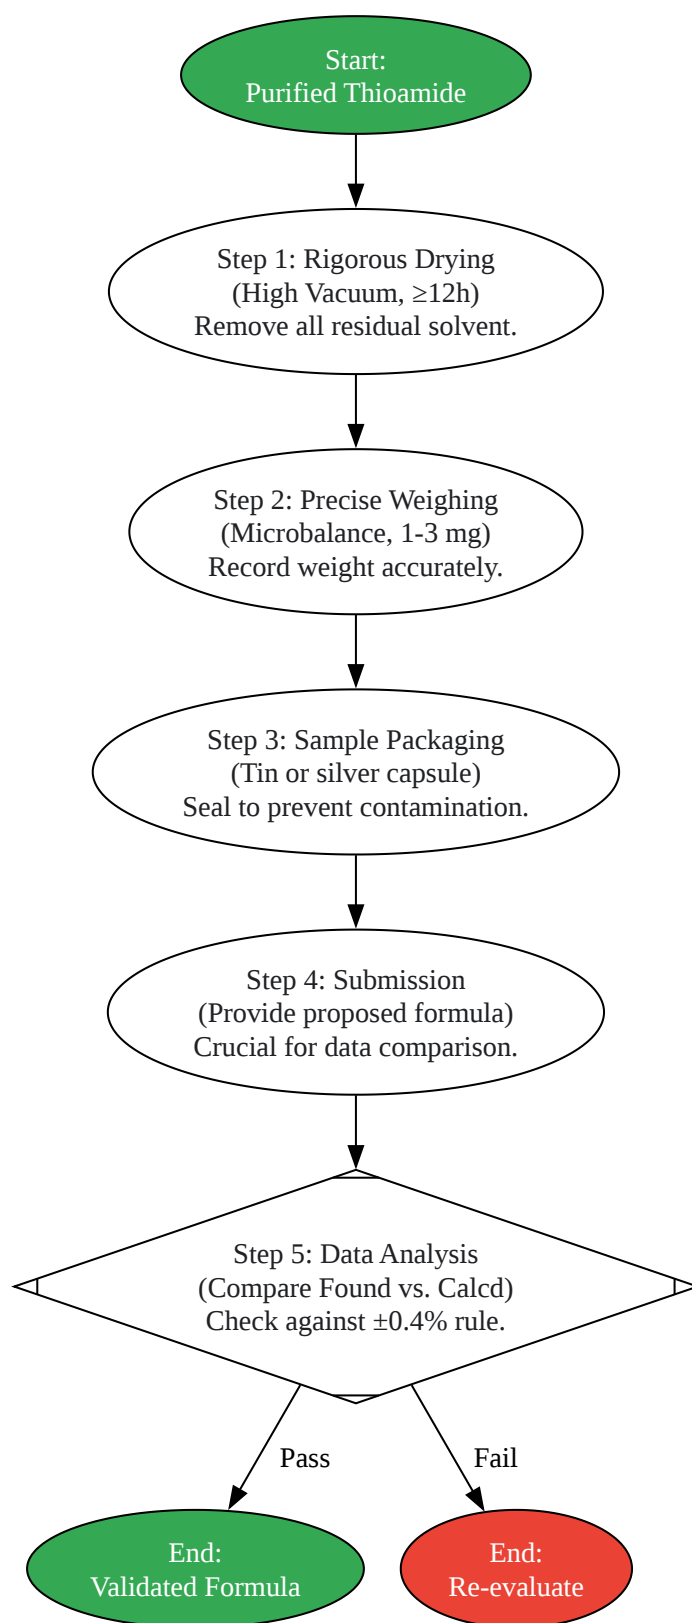 Start:
Purified Thioamide
Step 1: Rigorous Drying
(High Vacuum, ≥12h)
Remove all residual solvent.
Step 2: Precise Weighing
(Microbalance, 1-3 mg)
Record weight accurately.
Step 3: Sample Packaging
(Tin or silver capsule)
Seal to prevent contamination.
Step 4: Submission
(Provide proposed formula)
Crucial for data comparison.
Step 5: Data Analysis
(Compare Found vs. Calcd)
Check against ±0.4% rule.
Pass
Fail
End:
Validated Formula
End:
Re-evaluate